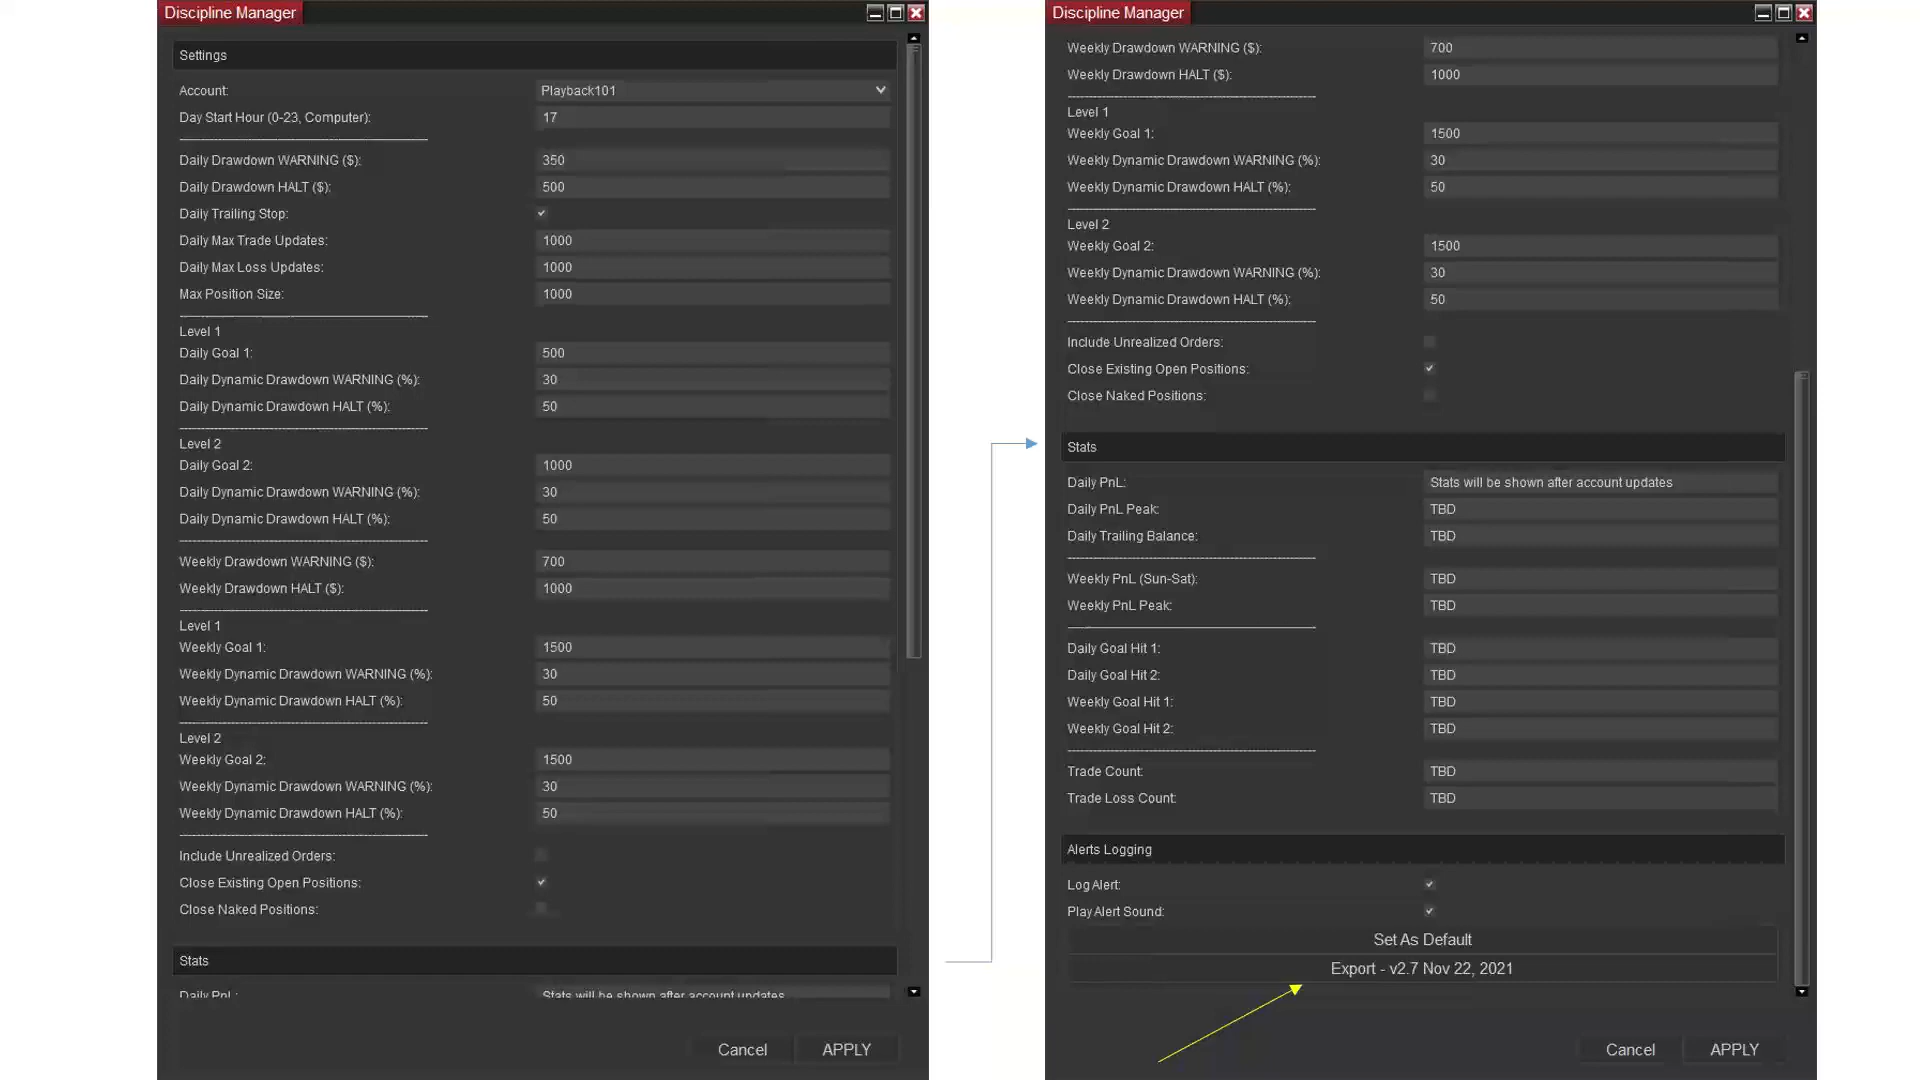 Discipline Manager
Settings
Account: Playback101
Day Start Hour (0-23, Computer): 17
Daily Drawdown WARNING ($): 350
Daily Drawdown HALT ($): 500
Daily Trailing Stop:
Daily Max Trade Updates: 1000
Daily Max Loss Updates: 1000
Max Position Size: 1000
Level 1
Daily Goal 1: 500
Daily Dynamic Drawdown WARNING (%): 30
Daily Dynamic Drawdown HALT (%): 50
Level 2
Daily Goal 2: 1000
Daily Dynamic Drawdown WARNING (%): 30
Daily Dynamic Drawdown HALT (%): 50
Weekly Drawdown WARNING ($): 700
Weekly Drawdown HALT ($): 1000
Level 1
Weekly Goal 1: 1500
Weekly Dynamic Drawdown WARNING (%): 30
Weekly Dynamic Drawdown HALT (%): 50
Level 2
Weekly Goal 2: 1500
Weekly Dynamic Drawdown WARNING (%): 30
Weekly Dynamic Drawdown HALT (%): 50
Include Unrealized Orders:
Close Existing Open Positions:
Close Naked Positions:
Stats
Daily PnL: Stats will be shown after account updates
Cancel APPLY
Discipline Manager
Weekly Drawdown WARNING ($): 700
Weekly Drawdown HALT ($): 1000
Level 1
Weekly Goal 1: 1500
Weekly Dynamic Drawdown WARNING (%): 30
Weekly Dynamic Drawdown HALT (%): 50
Level 2
Weekly Goal 2: 1500
Weekly Dynamic Drawdown WARNING (%): 30
Weekly Dynamic Drawdown HALT (%): 50
Include Unrealized Orders:
Close Existing Open Positions:
Close Naked Positions:
Stats
Daily PnL: Stats will be shown after account updates
Daily PnL Peak: TBD
Daily Trailing Balance: TBD
Weekly PnL (Sun-Sat): TBD
Weekly PnL Peak: TBD
Daily Goal Hit 1: TBD
Daily Goal Hit 2: TBD
Weekly Goal Hit 1: TBD
Weekly Goal Hit 2: TBD
Trade Count: TBD
Trade Loss Count: TBD
Alerts Logging
Log Alert:
Play Alert Sound:
Set As Default
Export - v2.7 Nov 22, 2021
Cancel APPLY